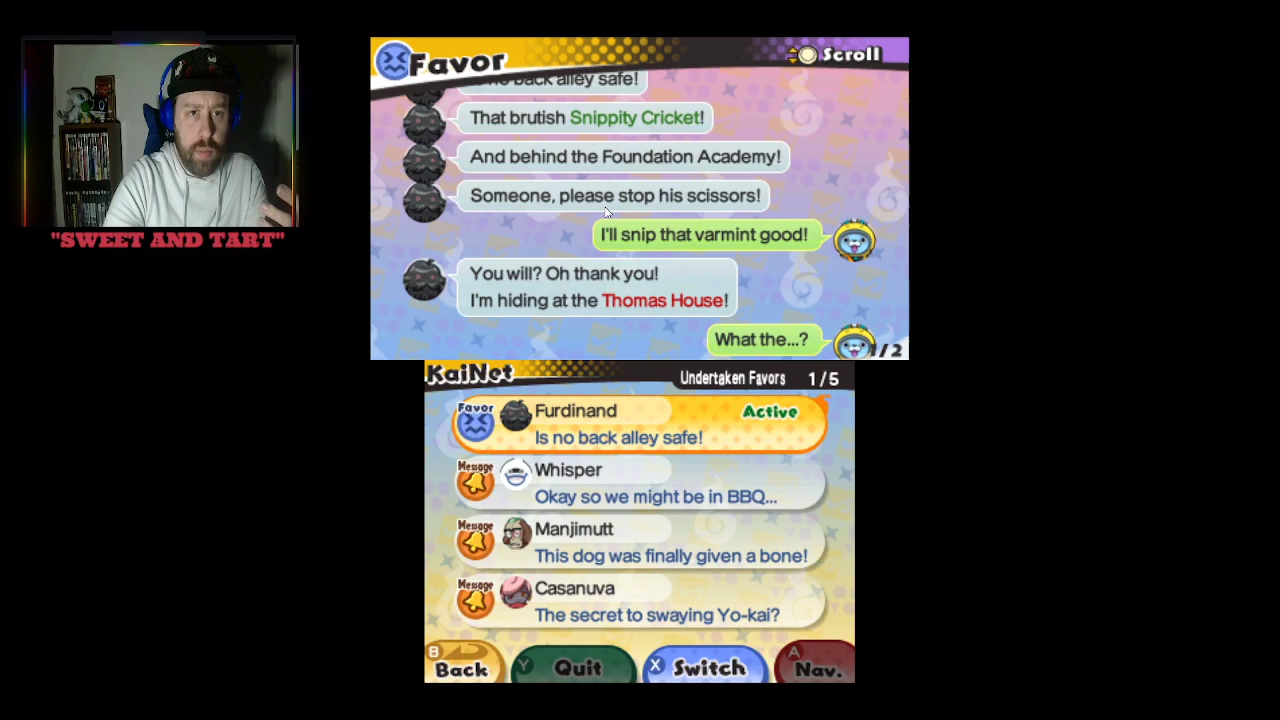 Favor
Scroll
back alley safe!
That brutish Snippity Cricket!
And behind the Foundation Academy!
Someone, please stop his scissors!
I'll snip that varmint good!
You will? Oh thank you!
I'm hiding at the Thomas House!
What the...?
1/2
"SWEET AND TART"
KaiNet
Undertaken Favors 1/5
Favor
Furdinand
Active
Is no back alley safe!
Message
Whisper
Okay so we might be in BBQ...
Message
Manjimutt
This dog was finally given a bone!
Message
Casanuva
The secret to swaying Yo-kai?
B Back
Y Quit
X Switch
A Nav.